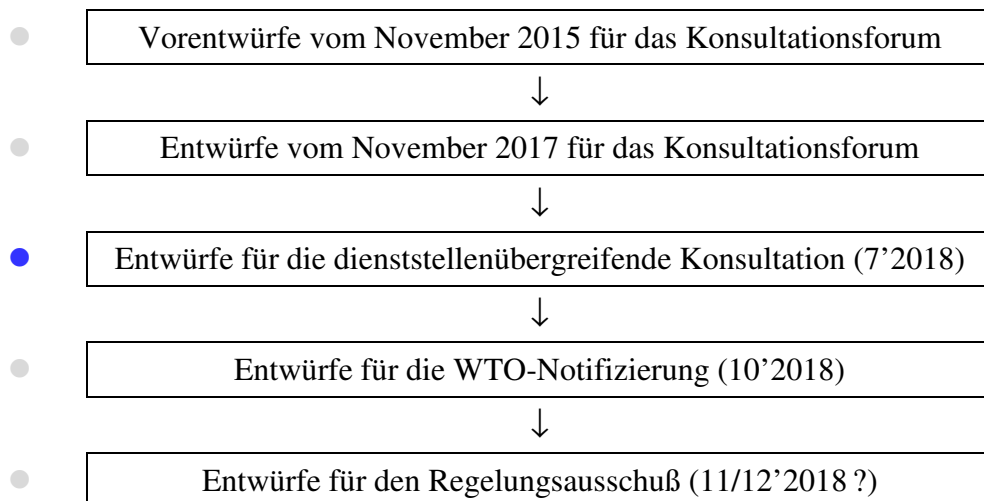 Vorentwürfe vom November 2015 für das Konsultationsforum
↓
Entwürfe vom November 2017 für das Konsultationsforum
↓
Entwürfe für die dienststellenübergreifende Konsultation (7’2018)
↓
Entwürfe für die WTO-Notifizierung (10’2018)
↓
Entwürfe für den Regelungsausschuß (11/12’2018 ?)